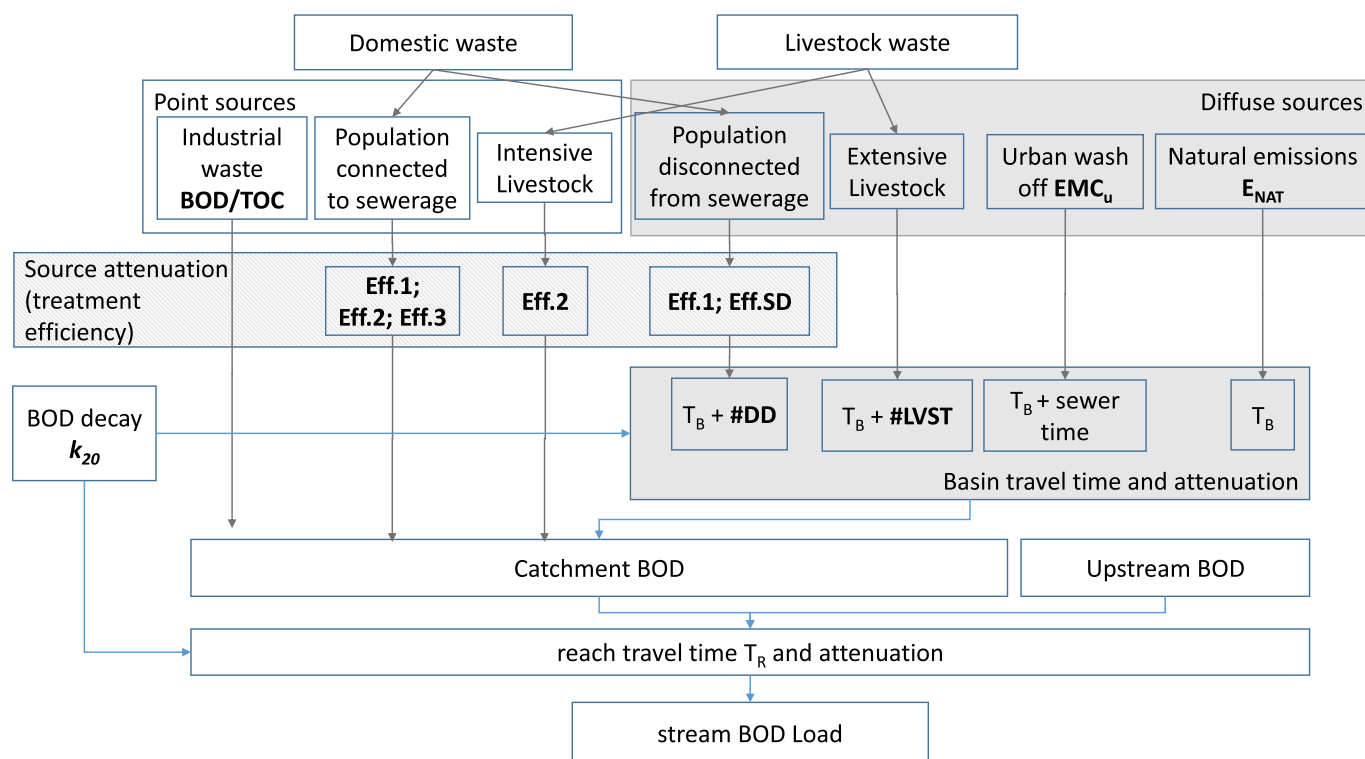 Domestic waste
Livestock waste
Point sources
Diffuse sources
Industrial
waste
BOD/TOC
Population
connected
to sewerage
Intensive
Livestock
Population
disconnected
from sewerage
Extensive
Livestock
Urban wash
off EMCu
Natural emissions
ENAT
Source attenuation
(treatment
efficiency)
Eff.1;
Eff.2; Eff.3
Eff.2
Eff.1; Eff.SD
BOD decay
k20
TB + #DD
TB + #LVST
TB + sewer
time
TB
Basin travel time and attenuation
Catchment BOD
Upstream BOD
reach travel time TR and attenuation
stream BOD Load